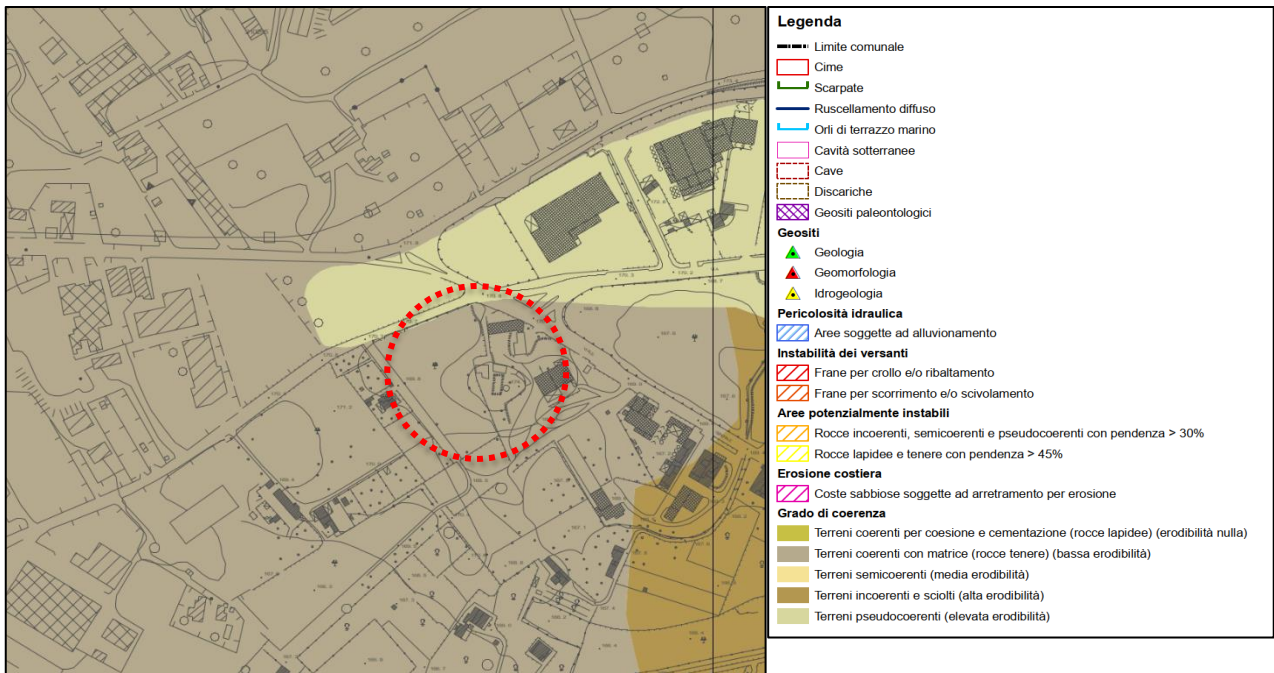 Legenda
Limite comunale
Cime
Scarpate
Ruscellamento diffuso
Orli di terrazzo marino
Cavità sotterranee
Cave
Discariche
Geositi paleontologici
Geositi
Geologia
Geomorfologia
Idrogeologia
Pericolosità idraulica
Aree soggette ad alluvionamento
Instabilità dei versanti
Frane per crollo e/o ribaltamento
Frane per scorrimento e/o scivolamento
Aree potenzialmente instabili
Rocce incoerenti, semicoerenti e pseudocoerenti con pendenza > 30%
Rocce lapidee e tenere con pendenza > 45%
Erosione costiera
Coste sabbiose soggette ad arretramento per erosione
Grado di coerenza
Terreni coerenti per coesione e cementazione (rocce lapidee) (erodibilità nulla)
Terreni coerenti con matrice (rocce tenere) (bassa erodibilità)
Terreni semicoerenti (media erodibilità)
Terreni incoerenti e sciolti (alta erodibilità)
Terreni pseudocoerenti (elevata erodibilità)